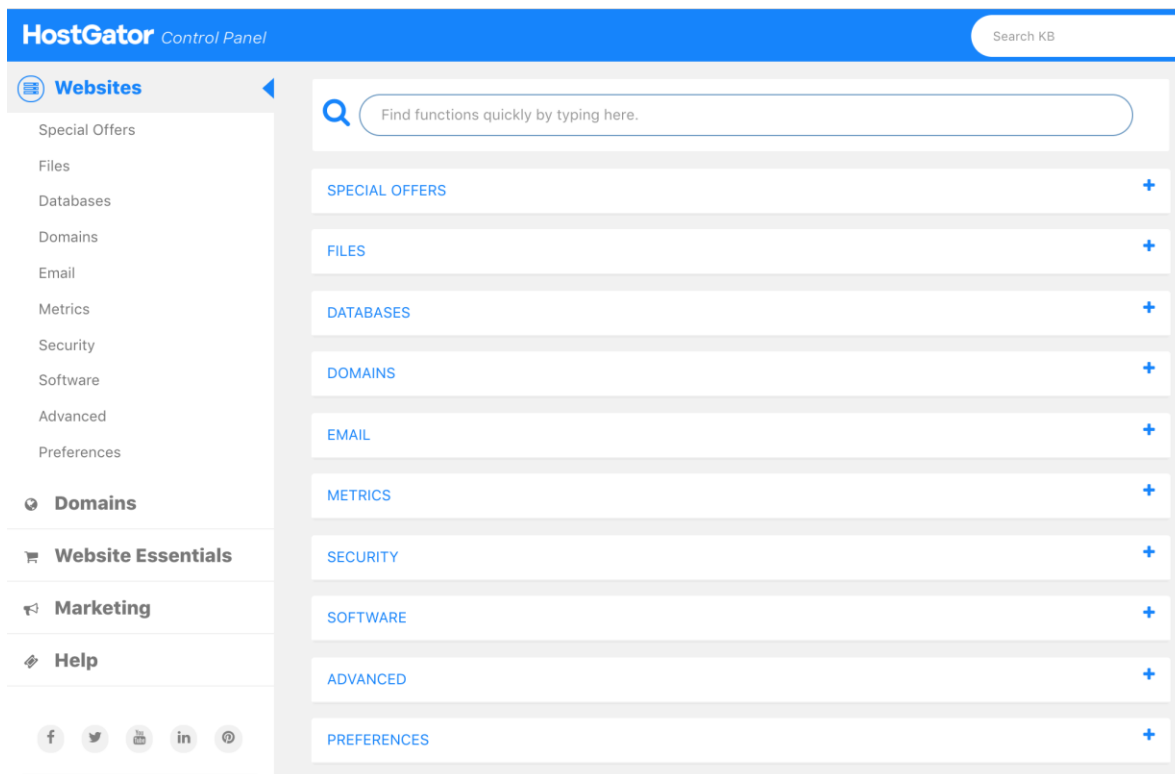 HostGator Control Panel
Search KB
Websites
Special Offers
Files
Databases
Domains
Email
Metrics
Security
Software
Advanced
Preferences
Domains
Website Essentials
Marketing
Help
Find functions quickly by typing here.
SPECIAL OFFERS
FILES
DATABASES
DOMAINS
EMAIL
METRICS
SECURITY
SOFTWARE
ADVANCED
PREFERENCES